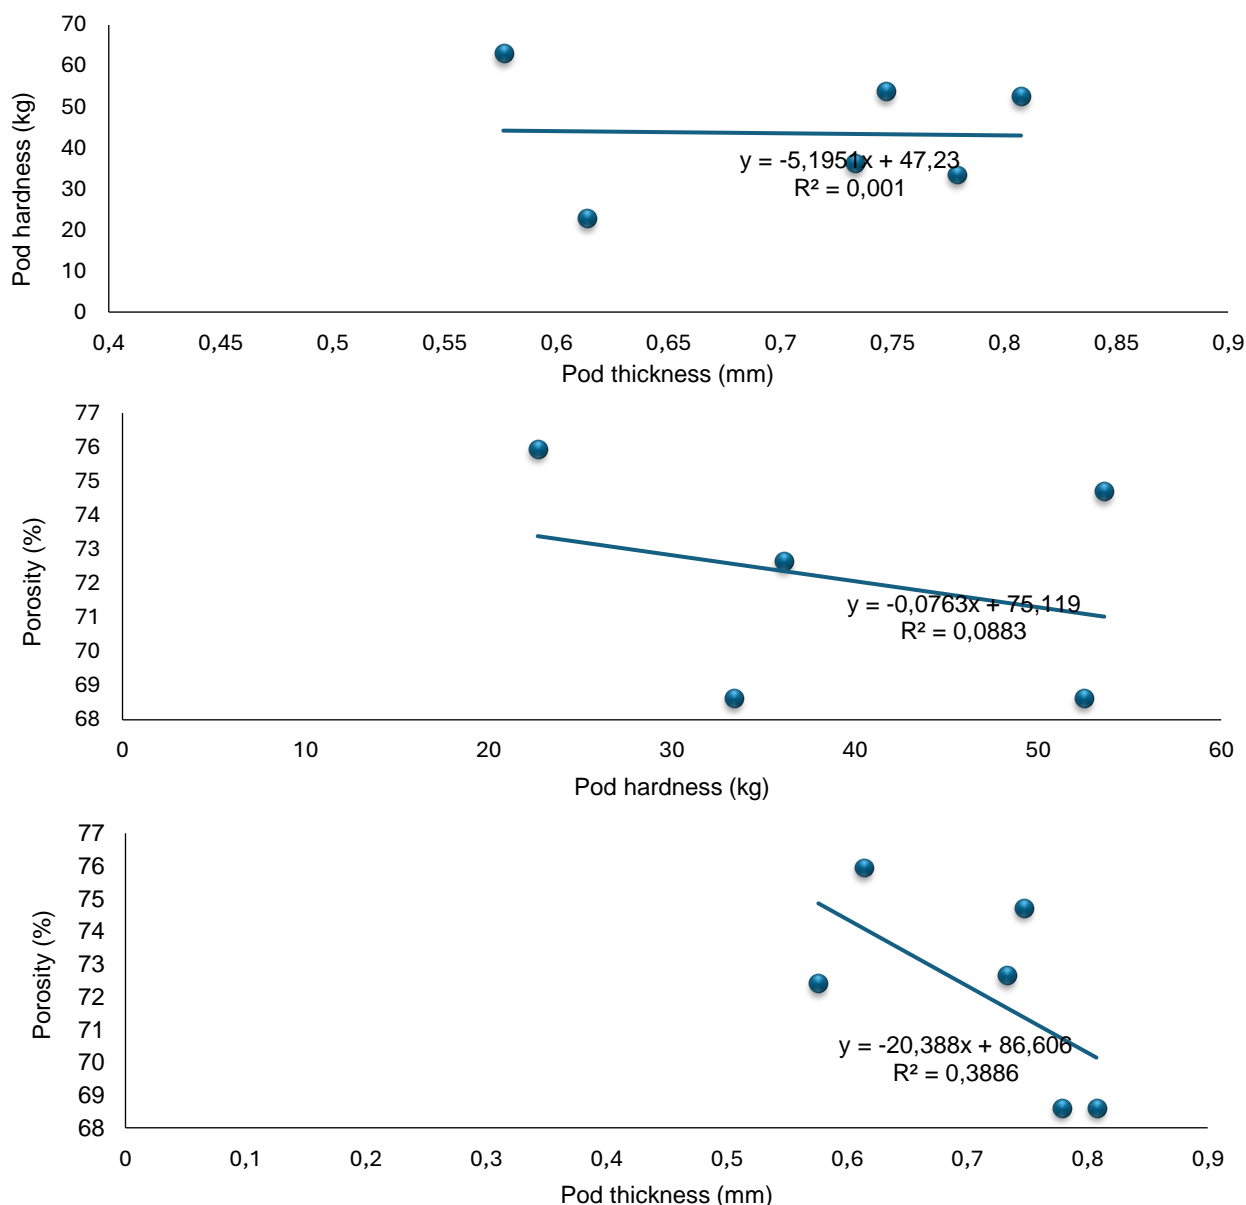 70
60
50
40
30
20
10
0
Pod hardness (kg)
y = -5,1951x + 47,23
R² = 0,001
0,4 0,45 0,5 0,55 0,6 0,65 0,7 0,75 0,8 0,85 0,9
Pod thickness (mm)
77
76
75
74
73
72
71
70
69
68
Porosity (%)
y = -0,0763x + 75,119
R² = 0,0883
0 10 20 30 40 50 60
Pod hardness (kg)
77
76
75
74
73
72
71
70
69
68
Porosity (%)
y = -20,388x + 86,606
R² = 0,3886
0 0,1 0,2 0,3 0,4 0,5 0,6 0,7 0,8 0,9
Pod thickness (mm)